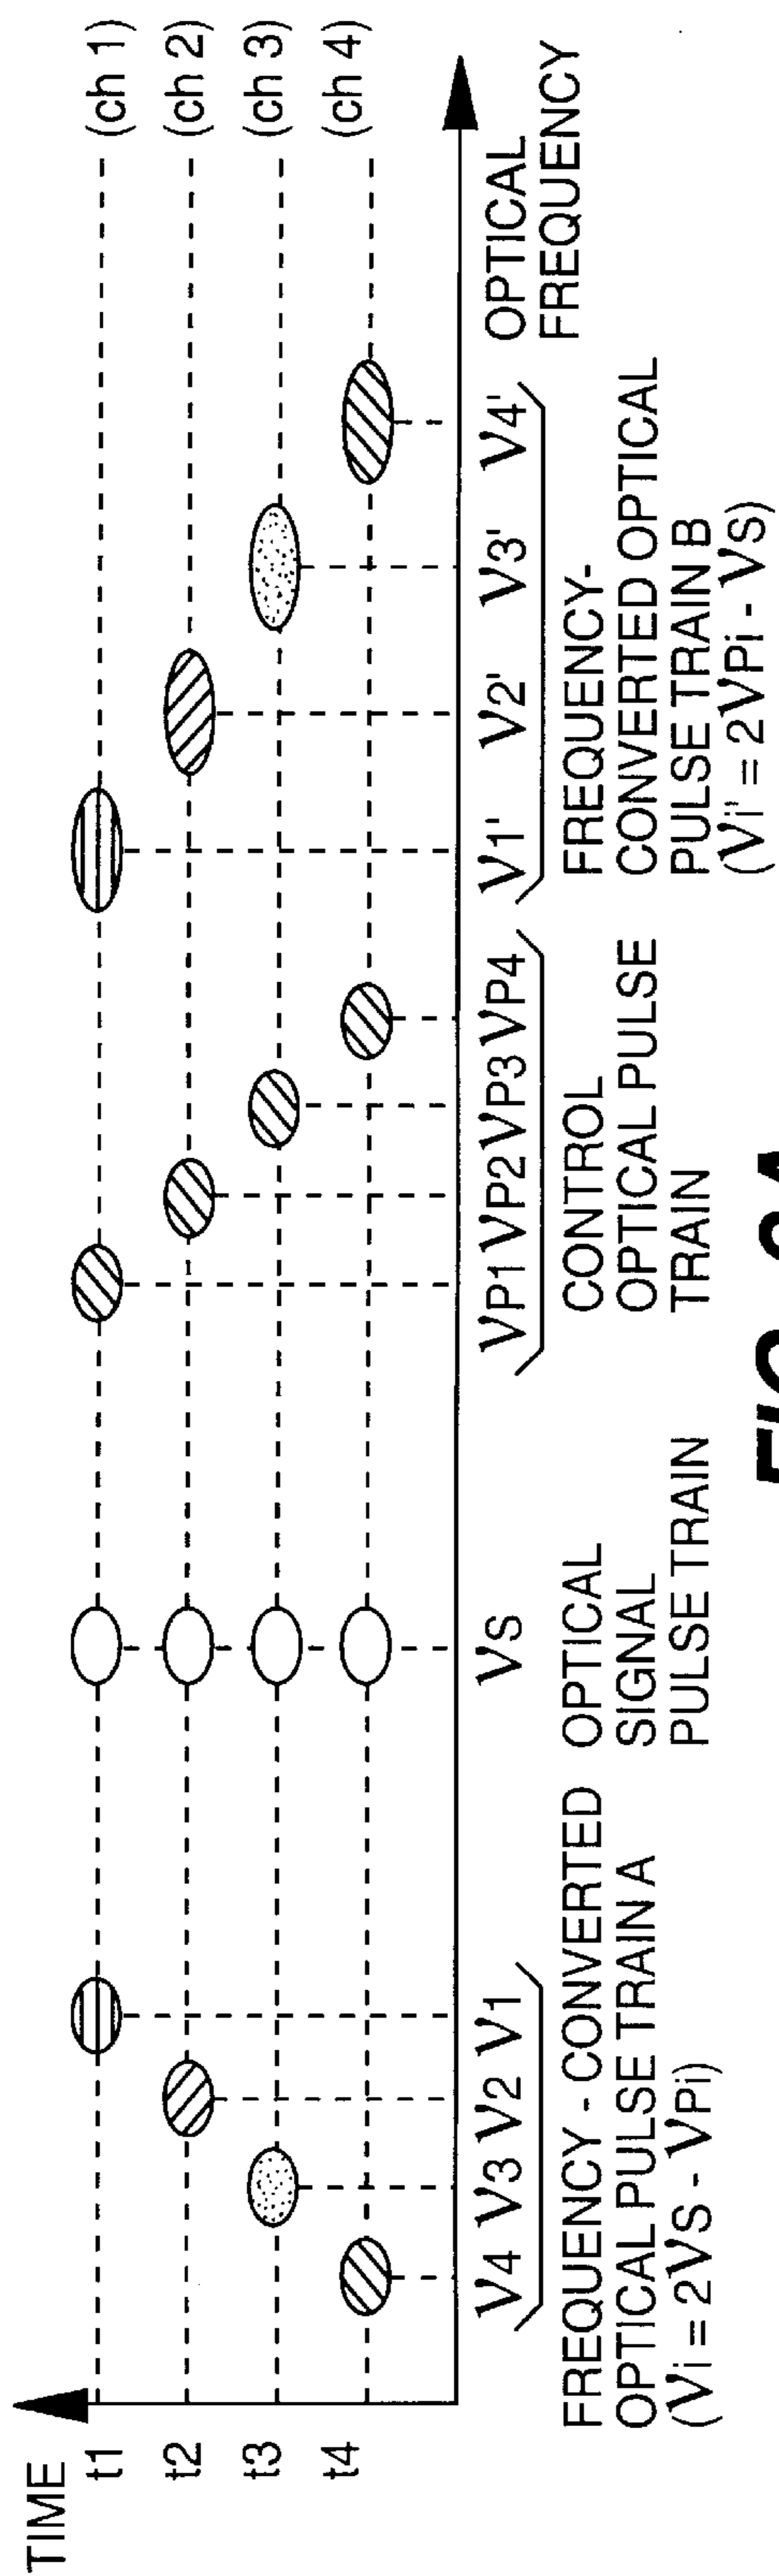 TIME
t1
t2
t3
t4
(ch 1)
(ch 2)
(ch 3)
(ch 4)
OPTICAL
FREQUENCY
ν4 ν3 ν2 ν1
FREQUENCY - CONVERTED
OPTICAL PULSE TRAIN A
(νi = 2νS - νPi)
νS
OPTICAL
SIGNAL
PULSE TRAIN
νP1 νP2 νP3 νP4
CONTROL
OPTICAL PULSE
TRAIN
ν1' ν2' ν3' ν4'
FREQUENCY-
CONVERTED OPTICAL
PULSE TRAIN B
(νi' = 2νPi - νS)